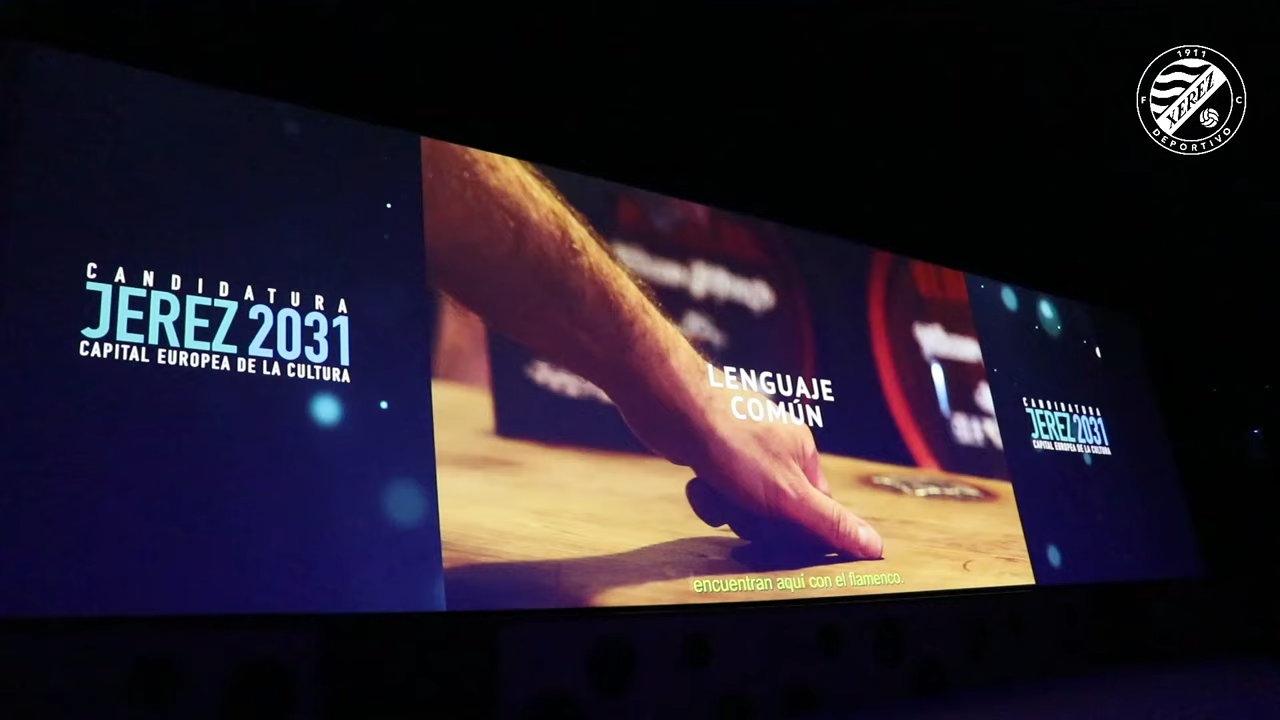 CANDIDATURA
JEREZ 2031
CAPITAL EUROPEA DE LA CULTURA
LENGUAJE
COMÚN
encuentran aquí con el flamenco.
CANDIDATURA
JEREZ 2031
CAPITAL EUROPEA DE LA CULTURA
1911
F XEREZ C
DEPORTIVO